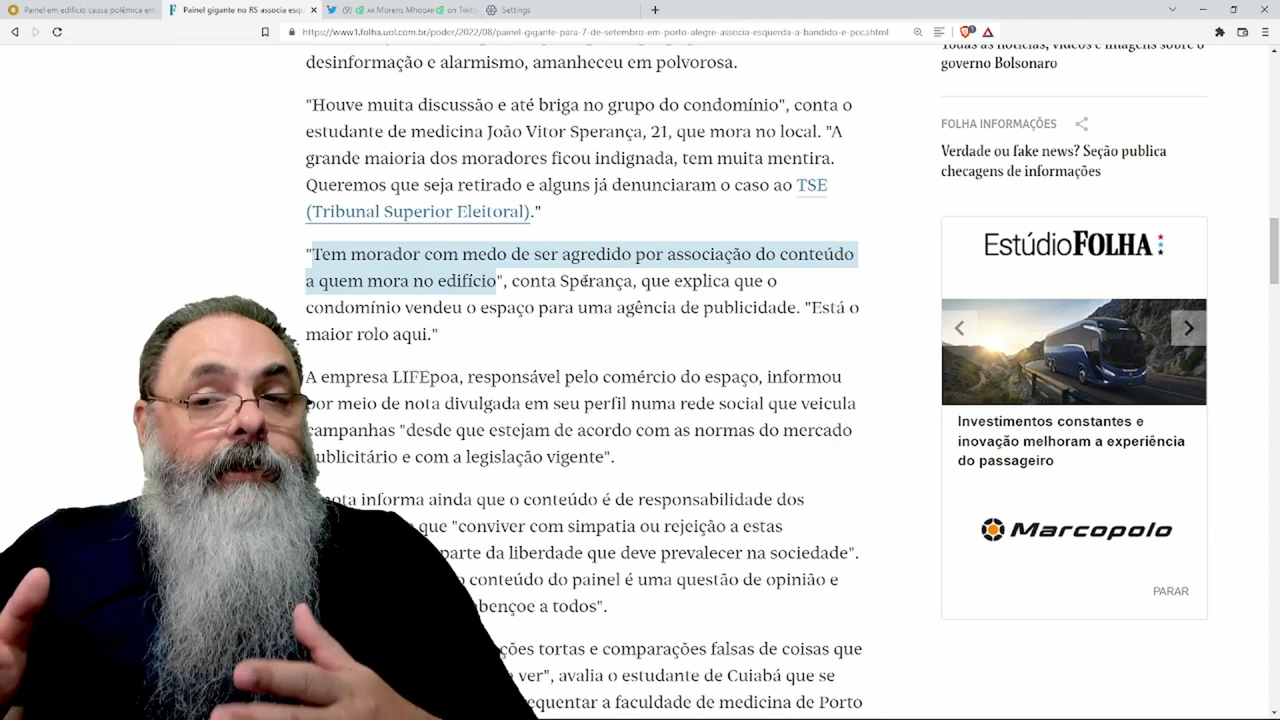 Painel em edifício causa polêmica em
Painel gigante no RS associa esqu
Settings
https://www1.folha.uol.com.br/poder/2022/08/painel-gigante-para-7-de-setembro-em-porto-alegre-associa-esquerda-a-bandido-e-pcc.shtml
desinformação e alarmismo, amanheceu em polvorosa.
"Houve muita discussão e até briga no grupo do condomínio", conta o
estudante de medicina João Vitor Sperança, 21, que mora no local. "A
grande maioria dos moradores ficou indignada, tem muita mentira.
Queremos que seja retirado e alguns já denunciaram o caso ao TSE
(Tribunal Superior Eleitoral)."
"Tem morador com medo de ser agredido por associação do conteúdo
a quem mora no edifício", conta Sperança, que explica que o
condomínio vendeu o espaço para uma agência de publicidade. "Está o
maior rolo aqui."
A empresa LIFEpoa, responsável pelo comércio do espaço, informou
por meio de nota divulgada em seu perfil numa rede social que veicula
campanhas "desde que estejam de acordo com as normas do mercado
publicitário e com a legislação vigente".
nota informa ainda que o conteúdo é de responsabilidade dos
que "conviver com simpatia ou rejeição a estas
parte da liberdade que deve prevalecer na sociedade".
o conteúdo do painel é uma questão de opinião e
bençoe a todos".
ções tortas e comparações falsas de coisas que
ver", avalia o estudante de Cuiabá que se
equentar a faculdade de medicina de Porto
Todas as notícias, vídeos e imagens sobre o
governo Bolsonaro
FOLHA INFORMAÇÕES
Verdade ou fake news? Seção publica
checagens de informações
Estúdio FOLHA
Investimentos constantes e
inovação melhoram a experiência
do passageiro
Marcopolo
PARAR